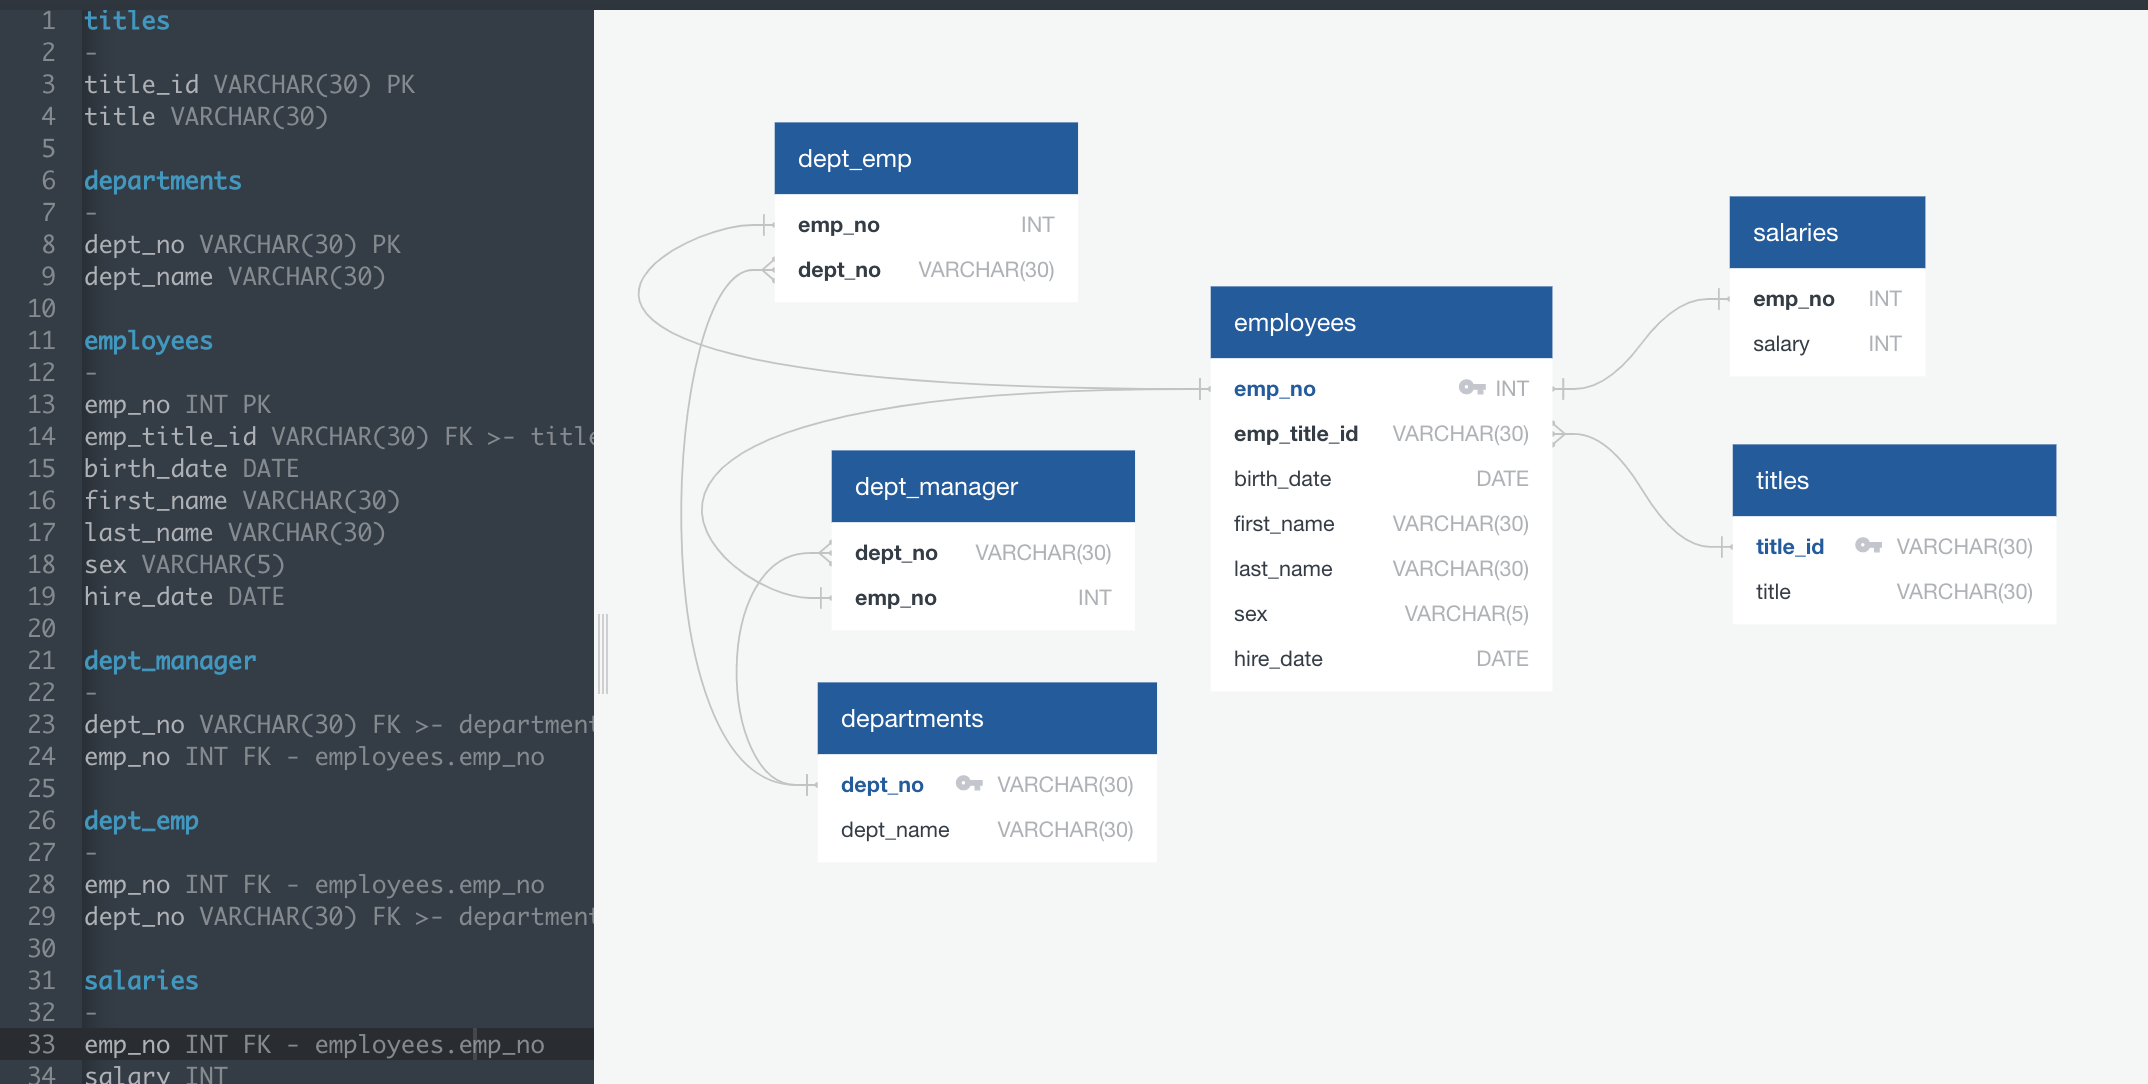 1 titles
2 -
3 title_id VARCHAR(30) PK
4 title VARCHAR(30)
5
6 departments
7 -
8 dept_no VARCHAR(30) PK
9 dept_name VARCHAR(30)
10
11 employees
12 -
13 emp_no INT PK
14 emp_title_id VARCHAR(30) FK >- title
15 birth_date DATE
16 first_name VARCHAR(30)
17 last_name VARCHAR(30)
18 sex VARCHAR(5)
19 hire_date DATE
20
21 dept_manager
22 -
23 dept_no VARCHAR(30) FK >- department
24 emp_no INT FK - employees.emp_no
25
26 dept_emp
27 -
28 emp_no INT FK - employees.emp_no
29 dept_no VARCHAR(30) FK >- department
30
31 salaries
32 -
33 emp_no INT FK - employees.emp_no
34 salary INT
dept_emp
emp_no INT
dept_no VARCHAR(30)
dept_manager
dept_no VARCHAR(30)
emp_no INT
departments
dept_no VARCHAR(30)
dept_name VARCHAR(30)
employees
emp_no INT
emp_title_id VARCHAR(30)
birth_date DATE
first_name VARCHAR(30)
last_name VARCHAR(30)
sex VARCHAR(5)
hire_date DATE
salaries
emp_no INT
salary INT
titles
title_id VARCHAR(30)
title VARCHAR(30)